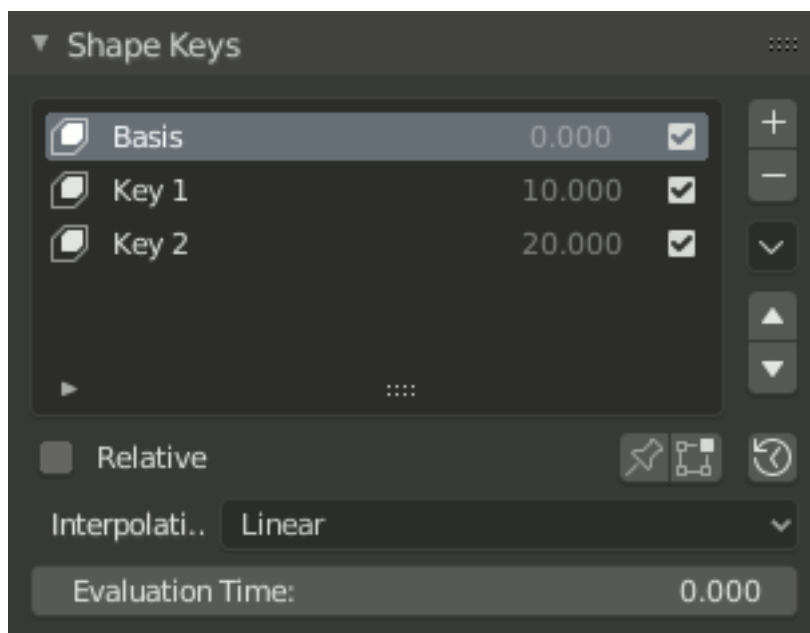 Shape Keys
Basis 0.000
Key 1 10.000
Key 2 20.000
Relative
Interpolati.. Linear
Evaluation Time: 0.000